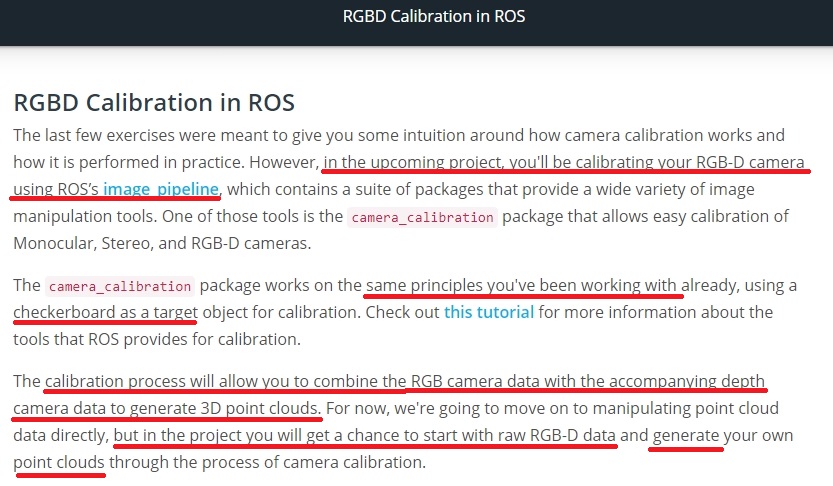 RGBD Calibration in ROS
RGBD Calibration in ROS
The last few exercises were meant to give you some intuition around how camera calibration works and
how it is performed in practice. However, in the upcoming project, you'll be calibrating your RGB-D camera
using ROS’s image_pipeline, which contains a suite of packages that provide a wide variety of image
manipulation tools. One of those tools is the camera_calibration package that allows easy calibration of
Monocular, Stereo, and RGB-D cameras.
The camera_calibration package works on the same principles you've been working with already, using a
checkerboard as a target object for calibration. Check out this tutorial for more information about the
tools that ROS provides for calibration.
The calibration process will allow you to combine the RGB camera data with the accompanying depth
camera data to generate 3D point clouds. For now, we're going to move on to manipulating point cloud
data directly, but in the project you will get a chance to start with raw RGB-D data and generate your own
point clouds through the process of camera calibration.